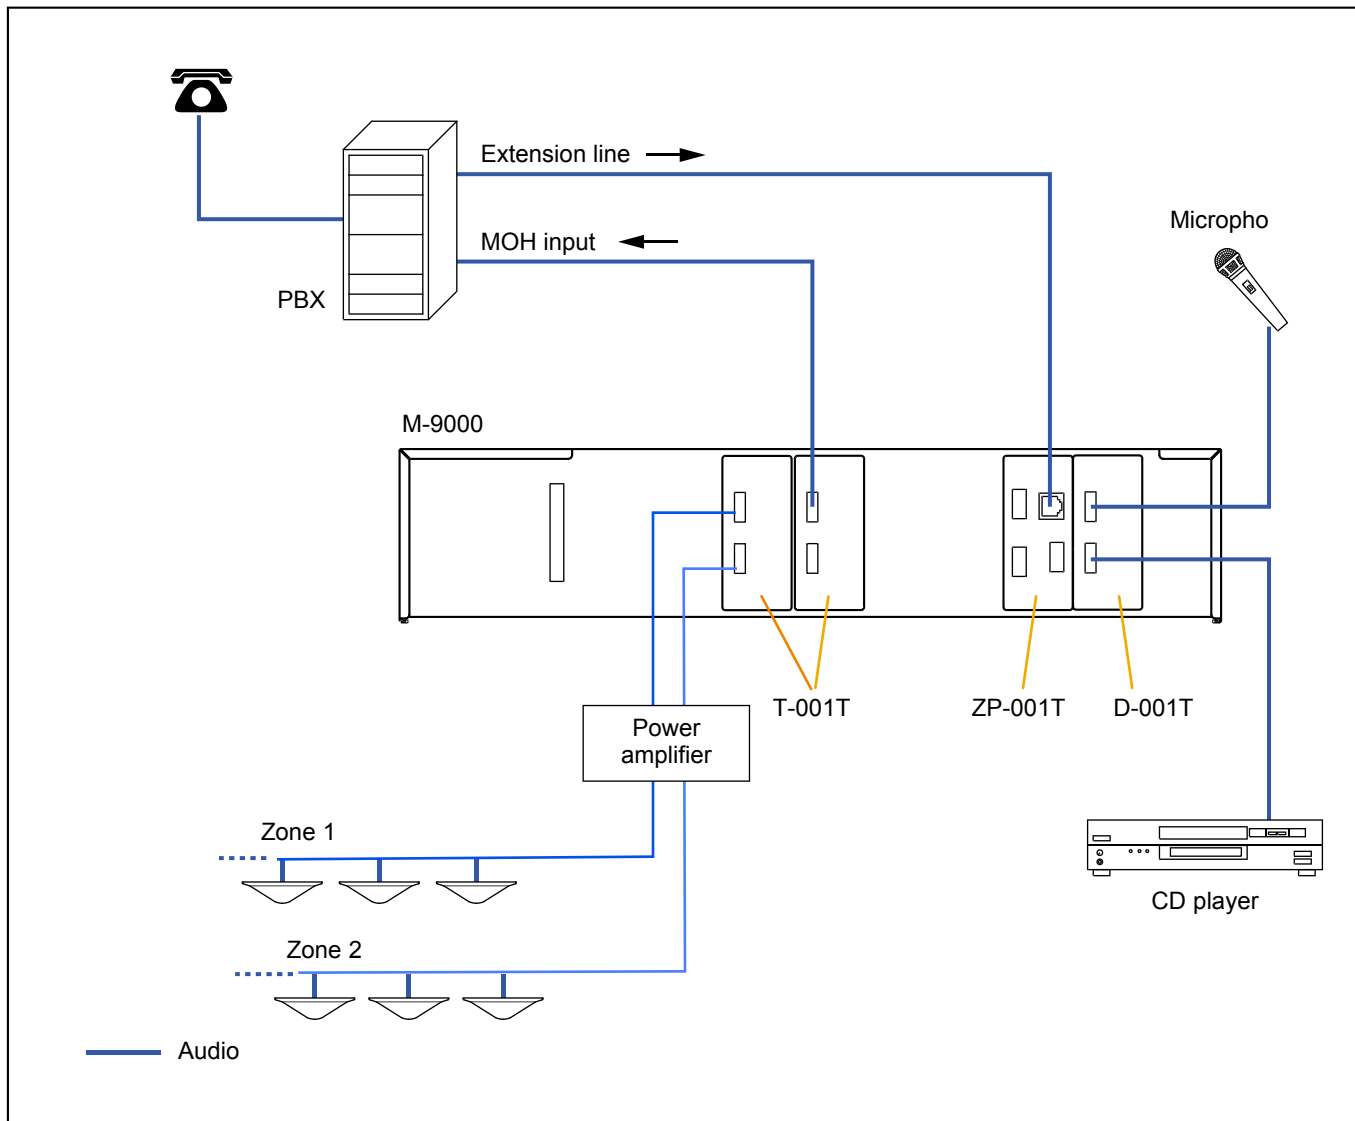 Extension line
Micropho
MOH input
PBX
M-9000
T-001T
ZP-001T
D-001T
Power
amplifier
Zone 1
CD player
Zone 2
Audio